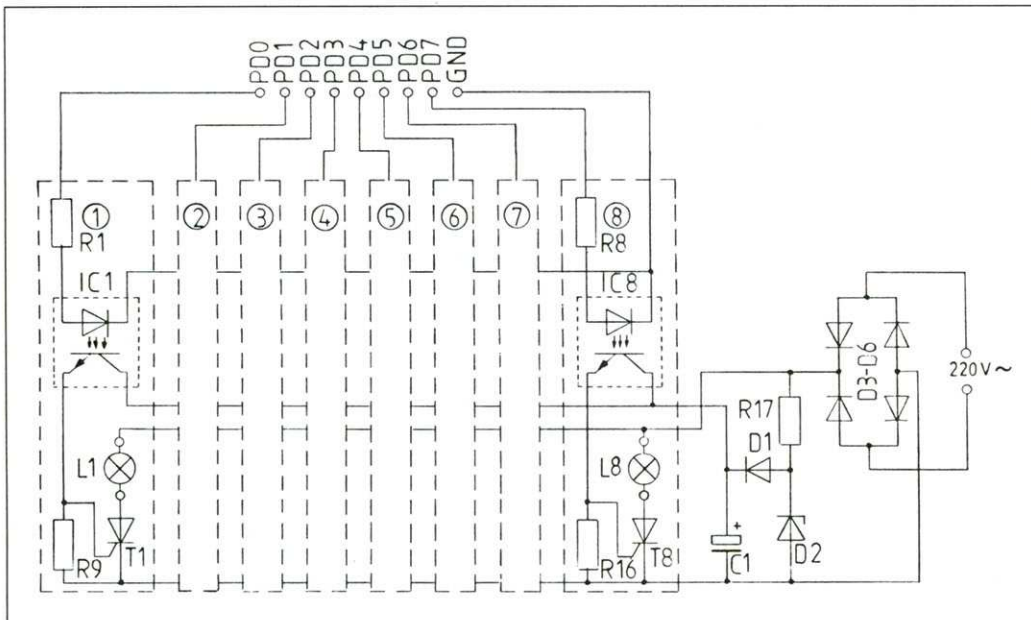 PD0
PD1
PD2
PD3
PD4
PD5
PD6
PD7
GND
① ② ③ ④ ⑤ ⑥ ⑦ ⑧
R1
R8
IC1
IC8
D3-D6
220V~
R17
D1
L1
L8
+
R9
T1
R16
T8
C1
D2